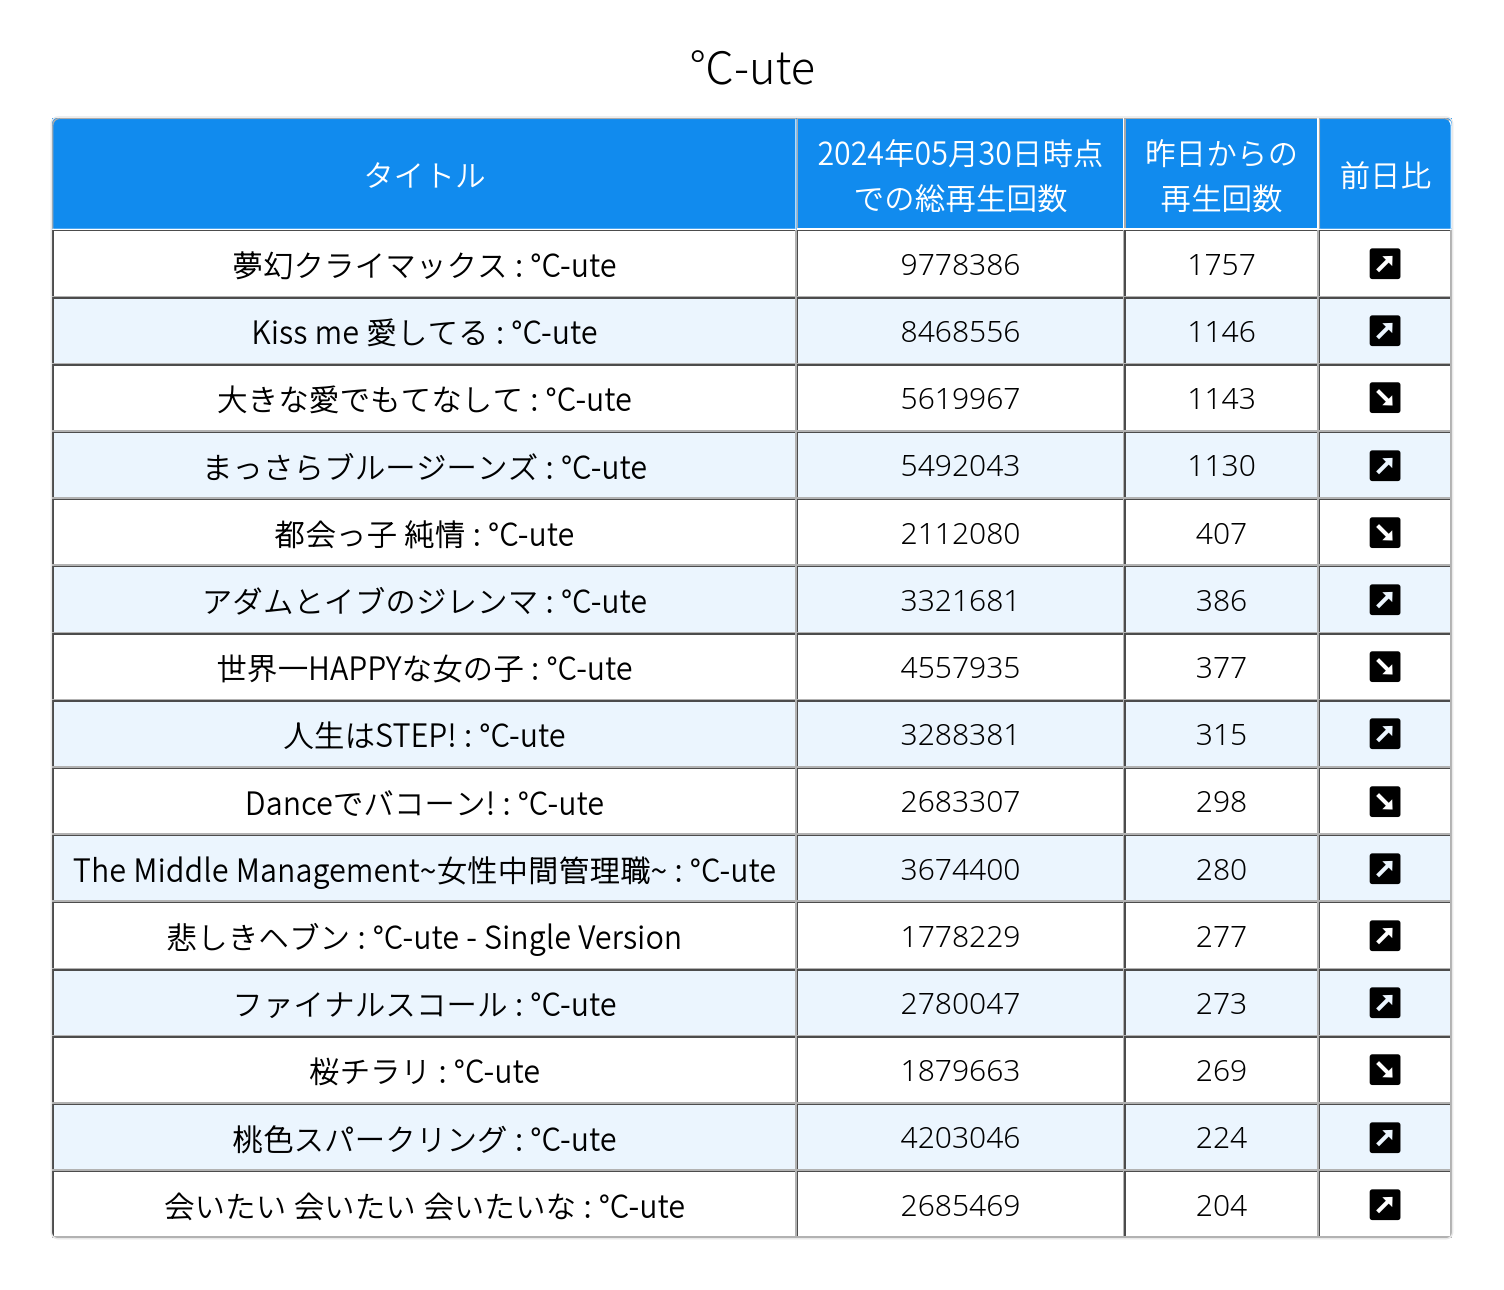 ℃-ute
タイトル 2024年05月30日時点での総再生回数 昨日からの再生回数 前日比
夢幻クライマックス : ℃-ute 9778386 1757 ↗
Kiss me 愛してる : ℃-ute 8468556 1146 ↗
大きな愛でもてなして : ℃-ute 5619967 1143 ↘
まっさらブルージーンズ : ℃-ute 5492043 1130 ↗
都会っ子 純情 : ℃-ute 2112080 407 ↘
アダムとイブのジレンマ : ℃-ute 3321681 386 ↗
世界一HAPPYな女の子 : ℃-ute 4557935 377 ↘
人生はSTEP! : ℃-ute 3288381 315 ↗
Danceでバコーン! : ℃-ute 2683307 298 ↘
The Middle Management~女性中間管理職~ : ℃-ute 3674400 280 ↗
悲しきヘブン : ℃-ute - Single Version 1778229 277 ↗
ファイナルスコール : ℃-ute 2780047 273 ↗
桜チラリ : ℃-ute 1879663 269 ↘
桃色スパークリング : ℃-ute 4203046 224 ↗
会いたい 会いたい 会いたいな : ℃-ute 2685469 204 ↗